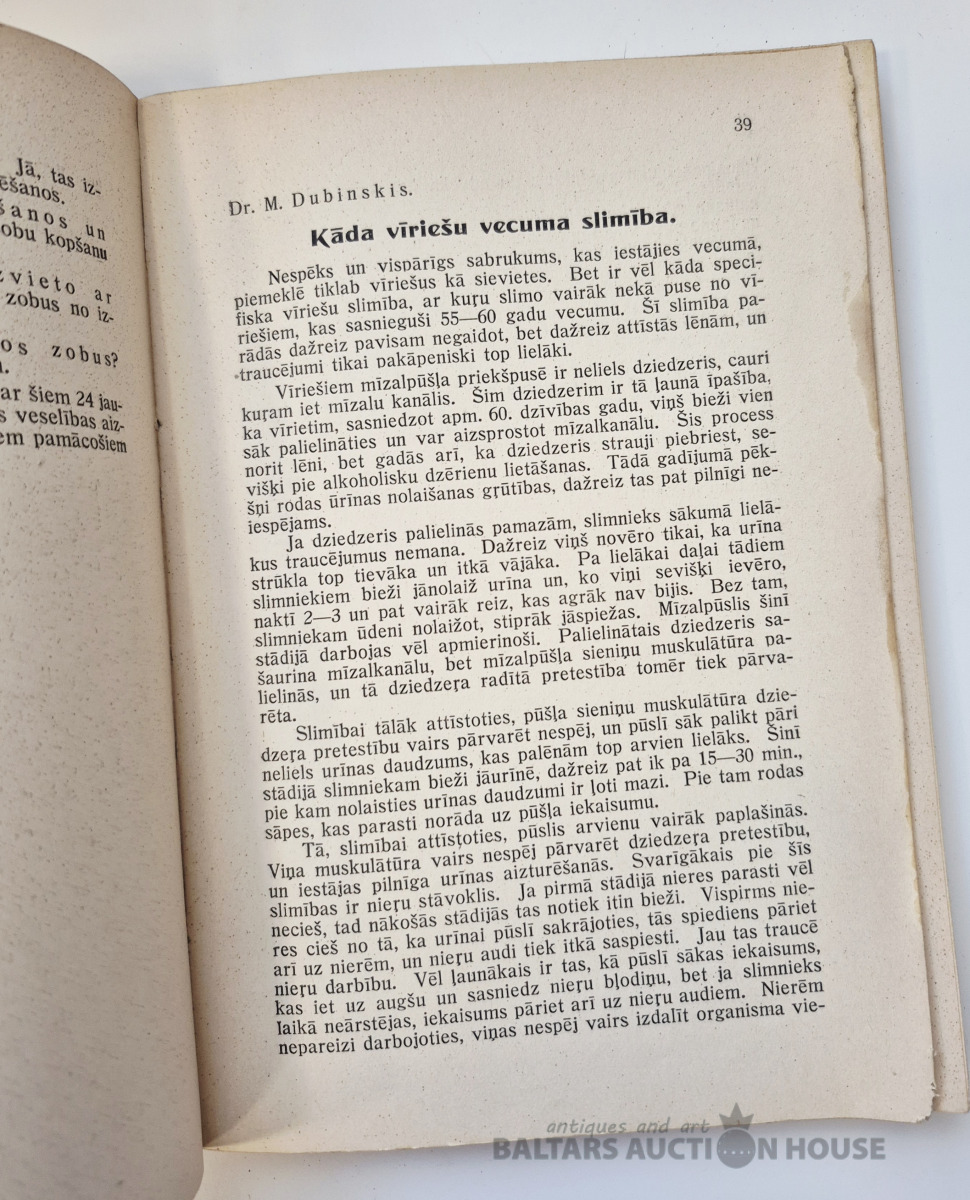 Jā, tas iz-
ēšanos.
šanos un
obu kopšanu
zvieto ar
zobus no iz-
os zobus?
ar šiem 24 jau-
s veselības aiz-
em pamācošiem
39
Dr. M. Dubinskis.
Kāda vīriešu vecuma slimība.
Nespēks un vispārīgs sabrukums, kas iestājies vecumā,
piemeklē tiklab vīriešus kā sievietes. Bet ir vēl kāda speci-
fiska vīriešu slimība, ar kuŗu slimo vairāk nekā puse no vī-
riešiem, kas sasnieguši 55—60 gadu vecumu. Šī slimība pa-
rādās dažreiz pavisam negaidot, bet dažreiz attīstās lēnām, un
traucējumi tikai pakāpeniski top lielāki.
Vīriešiem mīzalpūšļa priekšpusē ir neliels dziedzeris, cauri
kuŗam iet mīzalu kanālis. Šim dziedzerim ir tā ļaunā īpašība,
ka vīrietim, sasniedzot apm. 60. dzīvības gadu, viņš bieži vien
sāk palielināties un var aizsprostot mīzalkanālu. Šis process
norit lēni, bet gadās arī, ka dziedzeris strauji piebriest, se-
višķi pie alkoholisku dzērienu lietāšanas. Tādā gadījumā pēk-
šņi rodas ūrīnas nolaišanas gŗūtības, dažreiz tas pat pilnīgi ne-
iespējams.
Ja dziedzeris palielinās pamazām, slimnieks sākumā lielā-
kus traucējumus nemana. Dažreiz viņš novēro tikai, ka urīna
strūkla top tievāka un itkā vājāka. Pa lielākai daļai tādiem
slimniekiem bieži jānolaiž urīna un, ko viņi sevišķi ievēro,
naktī 2—3 un pat vairāk reiz, kas agrāk nav bijis. Bez tam,
slimniekam ūdeni nolaižot, stiprāk jāspiežas. Mīzalpūslis šinī
stādijā darbojas vēl apmierinoši. Palielinātais dziedzeris sa-
šaurina mīzalkanālu, bet mīzalpūšļa sieniņu muskulātūra pa-
lielinās, un tā dziedzeŗa radītā pretestība tomēr tiek pārva-
rēta.
Slimībai tālāk attīstoties, pūšļa sieniņu muskulātūra dzie-
dzeŗa pretestību vairs pārvarēt nespēj, un pūslī sāk palikt pāri
neliels urīnas daudzums, kas palēnām top arvien lielāks. Šinī
stādijā slimniekam bieži jāurīnē, dažreiz pat ik pa 15—30 min.,
pie kam nolaisties urīnas daudzumi ir ļoti mazi. Pie tam rodas
sāpes, kas parasti norāda uz pūšļa iekaisumu.
Tā, slimībai attīstoties, pūslis arvienu vairāk paplašinās.
Viņa muskulātūra vairs nespēj pārvarēt dziedzeŗa pretestību,
un iestājas pilnīga urīnas aizturēšanās. Svarīgākais pie šīs
slimības ir nieŗu stāvoklis. Ja pirmā stādijā nieres parasti vēl
necieš, tad nākošās stādijās tas notiek itin bieži. Vispirms nie-
res cieš no tā, ka urīnai pūslī sakrājoties, tās spiediens pāriet
arī uz nierēm, un nieŗu audi tiek itkā saspiesti. Jau tas traucē
nieŗu darbību. Vēl ļaunākais ir tas, kā pūslī sākas iekaisums,
kas iet uz augšu un sasniedz nieŗu bļodiņu, bet ja slimnieks
laikā neārstējas, iekaisums pāriet arī uz nieŗu audiem. Nierēm
nepareizi darbojoties, viņas nespēj vairs izdalīt organisma vie-
antiques and art
BALTARS AUCTION HOUSE